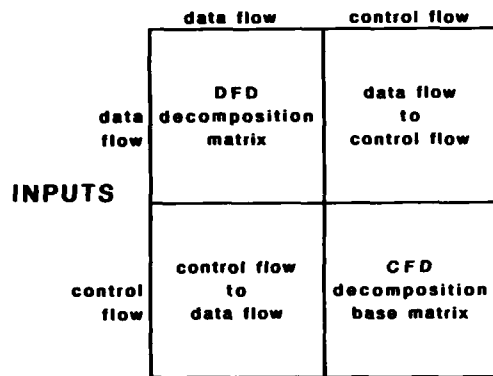 data flow control flow
data flow
DFD decomposition matrix
data flow to control flow
INPUTS
control flow
control flow to data flow
CFD decomposition base matrix